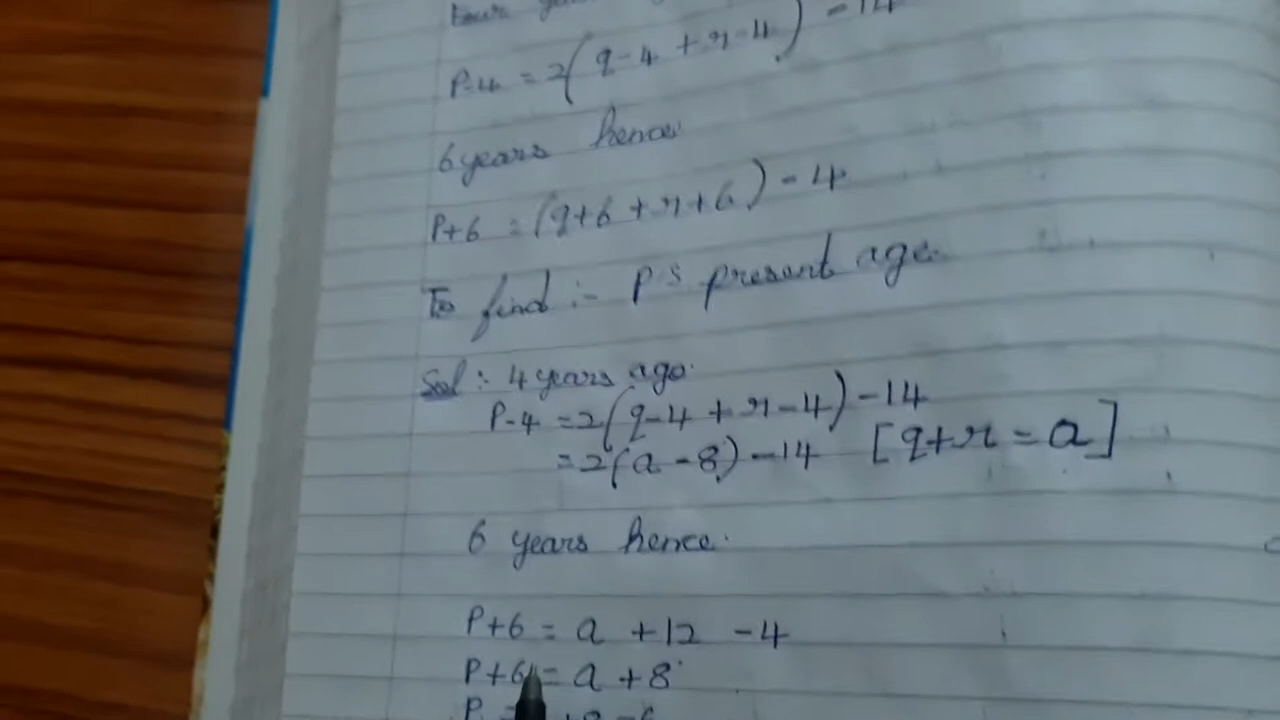 P-4 = 2(q-4 + r-4) - 14
6 years hence
P+6 = (q+6 + r+6) - 4
To find :- P's present age.
Sol : 4 years ago.
P-4 = 2(q-4 + r-4) - 14
= 2(a - 8) - 14 [q+r = a]
6 years hence.
P+6 = a + 12 - 4
P+6 = a + 8
P